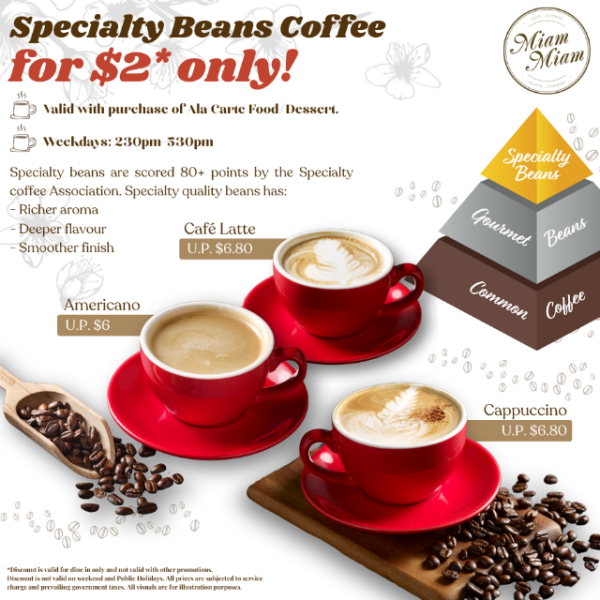 Specialty Beans Coffee
for $2* only!
Miam
Miam
Valid with purchase of Ala Carte Food/Dessert.
Weekdays: 230pm-530pm
Specialty beans are scored 80+ points by the Specialty
coffee Association. Specialty quality beans has:
- Richer aroma
- Deeper flavour
- Smoother finish
Specialty
Beans
Gourmet Beans
Common Coffee
Café Latte
U.P. $6.80
Americano
U.P. $6
Cappuccino
U.P. $6.80
*Discount is valid for dine in only and not valid with other promotions.
Discount is not valid on weekend and Public Holidays. All prices are subjected to service
charge and prevailing government taxes. All visuals are for illustration purposes.